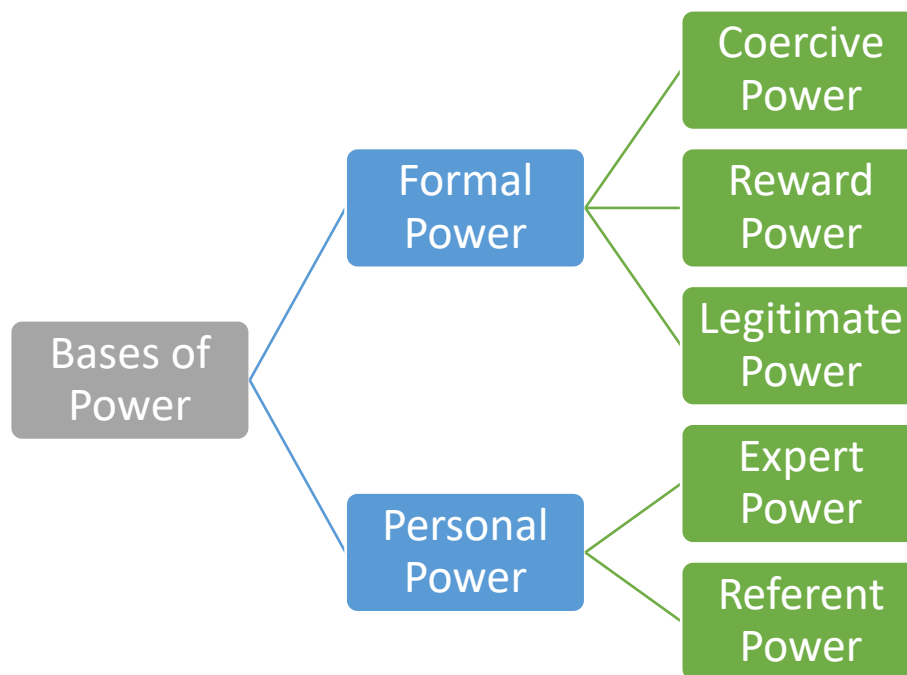 Bases of
Power
Formal
Power
Coercive
Power
Reward
Power
Legitimate
Power
Personal
Power
Expert
Power
Referent
Power